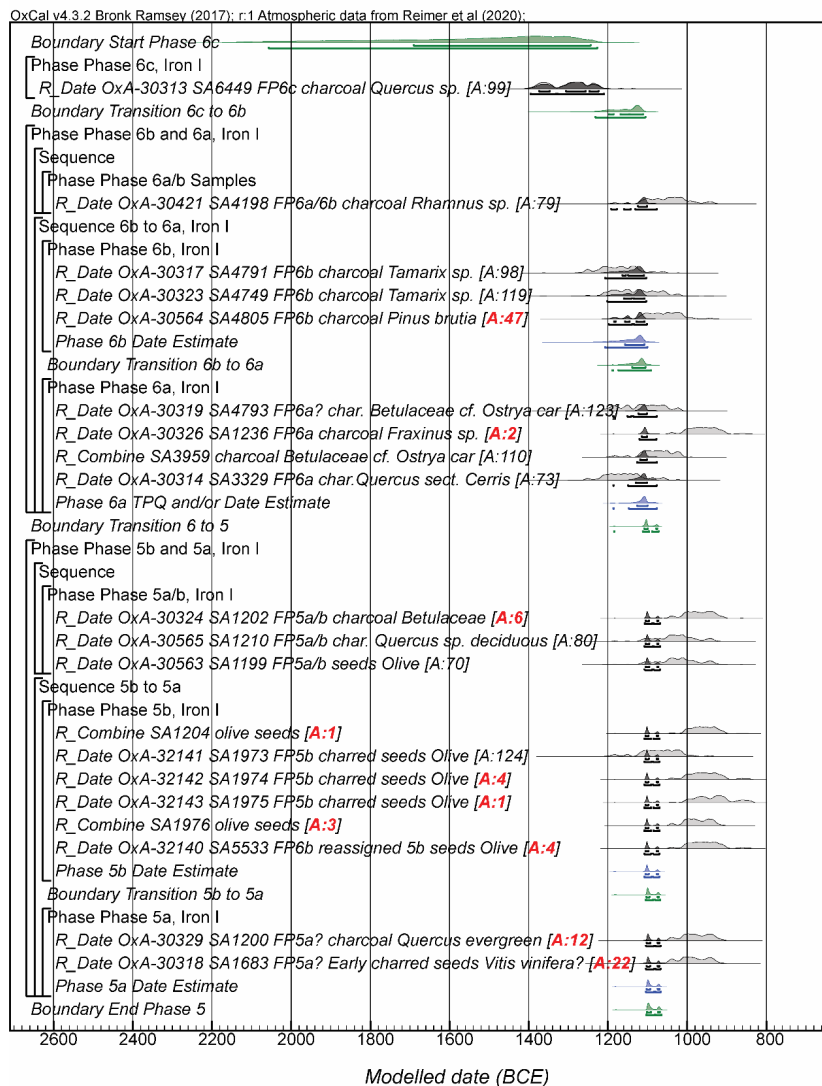 OxCal v4.3.2 Bronk Ramsey (2017); r:1 Atmospheric data from Reimer et al (2020);
Boundary Start Phase 6c
Phase Phase 6c, Iron I
R_Date OxA-30313 SA6449 FP6c charcoal Quercus sp. [A:99]
Boundary Transition 6c to 6b
Phase Phase 6b and 6a, Iron I
Sequence
Phase Phase 6a/b Samples
R_Date OxA-30421 SA4198 FP6a/6b charcoal Rhamnus sp. [A:79]
Sequence 6b to 6a, Iron I
Phase Phase 6b, Iron I
R_Date OxA-30317 SA4791 FP6b charcoal Tamarix sp. [A:98]
R_Date OxA-30323 SA4749 FP6b charcoal Tamarix sp. [A:119]
R_Date OxA-30564 SA4805 FP6b charcoal Pinus brutia [A:47]
Phase 6b Date Estimate
Boundary Transition 6b to 6a
Phase Phase 6a, Iron I
R_Date OxA-30319 SA4793 FP6a? char. Betulaceae cf. Ostrya car [A:123]
R_Date OxA-30326 SA1236 FP6a charcoal Fraxinus sp. [A:2]
R_Combine SA3959 charcoal Betulaceae cf. Ostrya car [A:110]
R_Date OxA-30314 SA3329 FP6a char.Quercus sect. Cerris [A:73]
Phase 6a TPQ and/or Date Estimate
Boundary Transition 6 to 5
Phase Phase 5b and 5a, Iron I
Sequence
Phase Phase 5a/b, Iron I
R_Date OxA-30324 SA1202 FP5a/b charcoal Betulaceae [A:6]
R_Date OxA-30565 SA1210 FP5a/b char. Quercus sp. deciduous [A:80]
R_Date OxA-30563 SA1199 FP5a/b seeds Olive [A:70]
Sequence 5b to 5a
Phase Phase 5b, Iron I
R_Combine SA1204 olive seeds [A:1]
R_Date OxA-32141 SA1973 FP5b charred seeds Olive [A:124]
R_Date OxA-32142 SA1974 FP5b charred seeds Olive [A:4]
R_Date OxA-32143 SA1975 FP5b charred seeds Olive [A:1]
R_Combine SA1976 olive seeds [A:3]
R_Date OxA-32140 SA5533 FP6b reassigned 5b seeds Olive [A:4]
Phase 5b Date Estimate
Boundary Transition 5b to 5a
Phase Phase 5a, Iron I
R_Date OxA-30329 SA1200 FP5a? charcoal Quercus evergreen [A:12]
R_Date OxA-30318 SA1683 FP5a? Early charred seeds Vitis vinifera? [A:22]
Phase 5a Date Estimate
Boundary End Phase 5
2600 2400 2200 2000 1800 1600 1400 1200 1000 800
Modelled date (BCE)